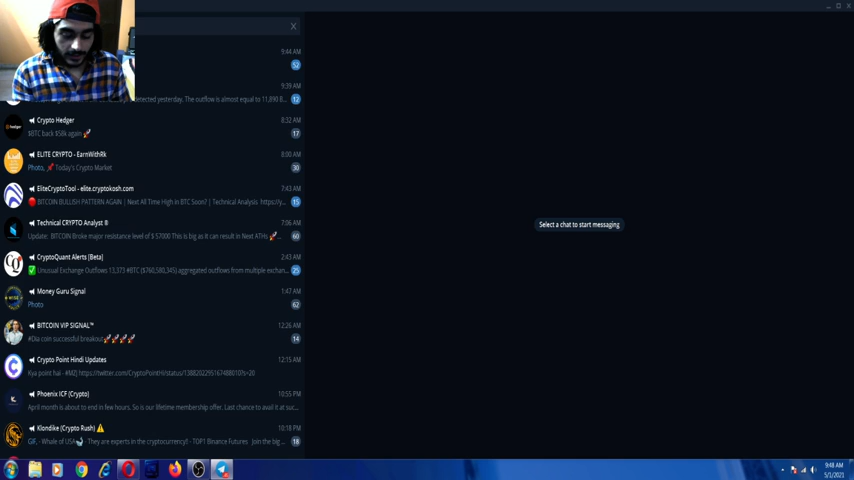 X
9:44 AM
52
9:39 AM
detected yesterday. The outflow is almost equal to 11,890 B...
12
Crypto Hedger
8:32 AM
$BTC back $58k again 🚀
17
ELITE CRYPTO - EarnWithRk
8:00 AM
Photo, 📌 Today's Crypto Market
30
EliteCryptoTool - elite.cryptokosh.com
7:43 AM
🔴 BITCOIN BULLISH PATTERN AGAIN | Next All Time High in BTC Soon? | Technical Analysis https://y...
15
Technical CRYPTO Analyst ®
7:06 AM
Update: BITCOIN Broke major resistance level of $ 57000 This is big as It can result in Next ATHs 🚀...
60
CryptoQuant Alerts [Beta]
2:43 AM
✅ Unusual Exchange Outflows 13,373 #BTC ($760,580,345) aggregated outflows from multiple exchan...
25
Money Guru Signal
1:47 AM
Photo
62
BITCOIN VIP SIGNAL™
12:26 AM
#Dia coin successful breakout🚀🚀🚀🚀
14
Crypto Point Hindi Updates
12:15 AM
Kya point hai - #MZJ https://twitter.com/CryptoPointHi/status/1388202295167488010?s=20
Phoenix ICF (Crypto)
10:55 PM
April month is about to end in few hours. So is our lifetime membership offer. Last chance to avail it at suc...
Klondike (Crypto Rush) ⚠️
10:18 PM
GIF, - Whale of USA - They are experts in the cryptocurrency!! - TOP1 Binance Futures Join the big ...
18
Select a chat to start messaging
9:48 AM
5/1/2021